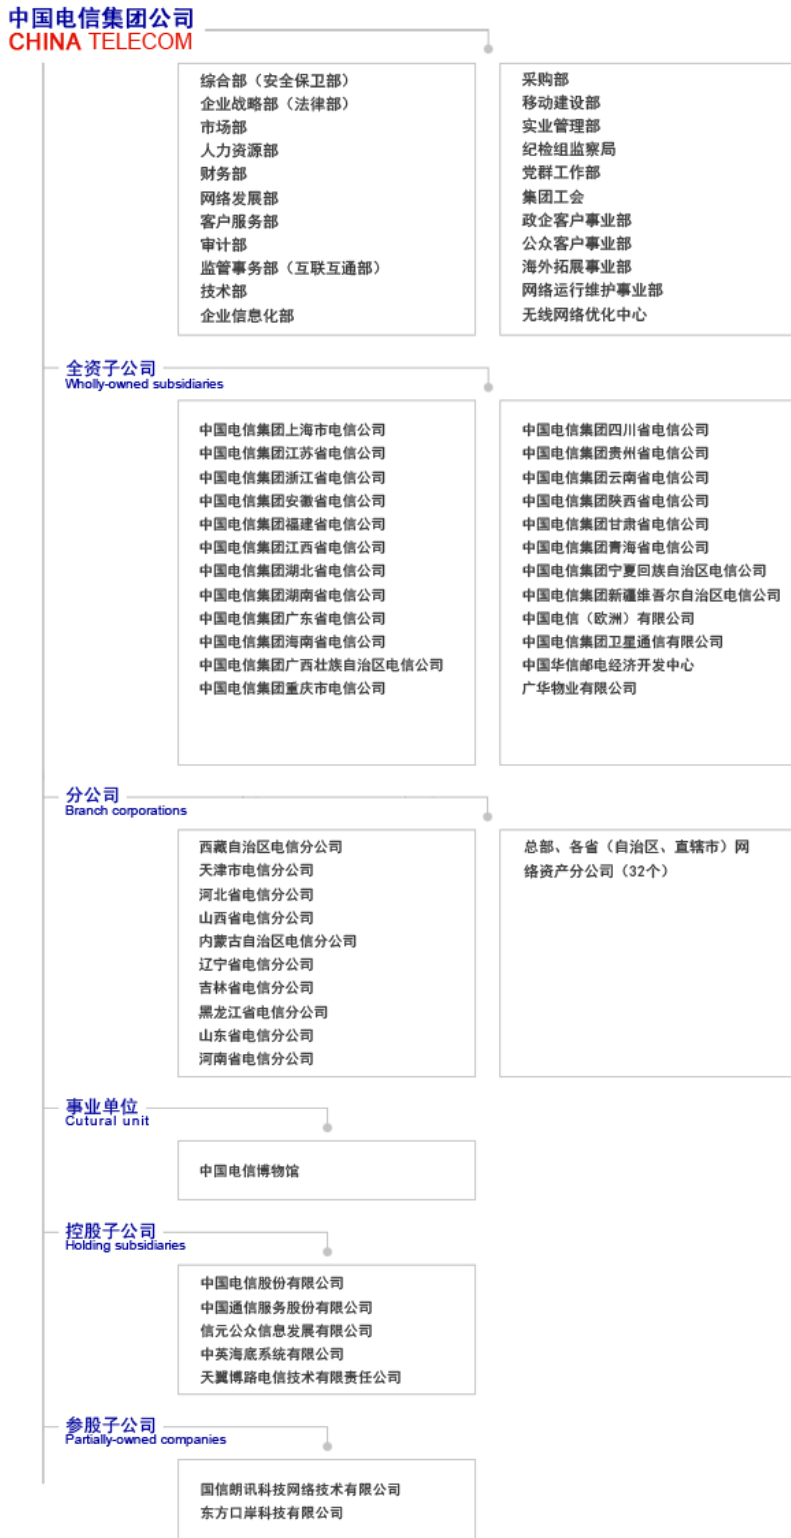 中国电信集团公司
CHINA TELECOM
综合部（安全保卫部）
企业战略部（法律部）
市场部
人力资源部
财务部
网络发展部
客户服务部
审计部
监管事务部（互联互通部）
技术部
企业信息化部
采购部
移动建设部
实业管理部
纪检组监察局
党群工作部
集团工会
政企客户事业部
公众客户事业部
海外拓展事业部
网络运行维护事业部
无线网络优化中心
全资子公司
Wholly-owned subsidiaries
中国电信集团上海市电信公司
中国电信集团江苏省电信公司
中国电信集团浙江省电信公司
中国电信集团安徽省电信公司
中国电信集团福建省电信公司
中国电信集团江西省电信公司
中国电信集团湖北省电信公司
中国电信集团湖南省电信公司
中国电信集团广东省电信公司
中国电信集团海南省电信公司
中国电信集团广西壮族自治区电信公司
中国电信集团重庆市电信公司
中国电信集团四川省电信公司
中国电信集团贵州省电信公司
中国电信集团云南省电信公司
中国电信集团陕西省电信公司
中国电信集团甘肃省电信公司
中国电信集团青海省电信公司
中国电信集团宁夏回族自治区电信公司
中国电信集团新疆维吾尔自治区电信公司
中国电信（欧洲）有限公司
中国电信集团卫星通信有限公司
中国华信邮电经济开发中心
广华物业有限公司
分公司
Branch corporations
西藏自治区电信分公司
天津市电信分公司
河北省电信分公司
山西省电信分公司
内蒙古自治区电信分公司
辽宁省电信分公司
吉林省电信分公司
黑龙江省电信分公司
山东省电信分公司
河南省电信分公司
总部、各省（自治区、直辖市）网
络资产分公司（32个）
事业单位
Cutural unit
中国电信博物馆
控股子公司
Holding subsidiaries
中国电信股份有限公司
中国通信服务股份有限公司
信元公众信息发展有限公司
中英海底系统有限公司
天翼博路电信技术有限责任公司
参股子公司
Partially-owned companies
国信朗讯科技网络技术有限公司
东方口岸科技有限公司